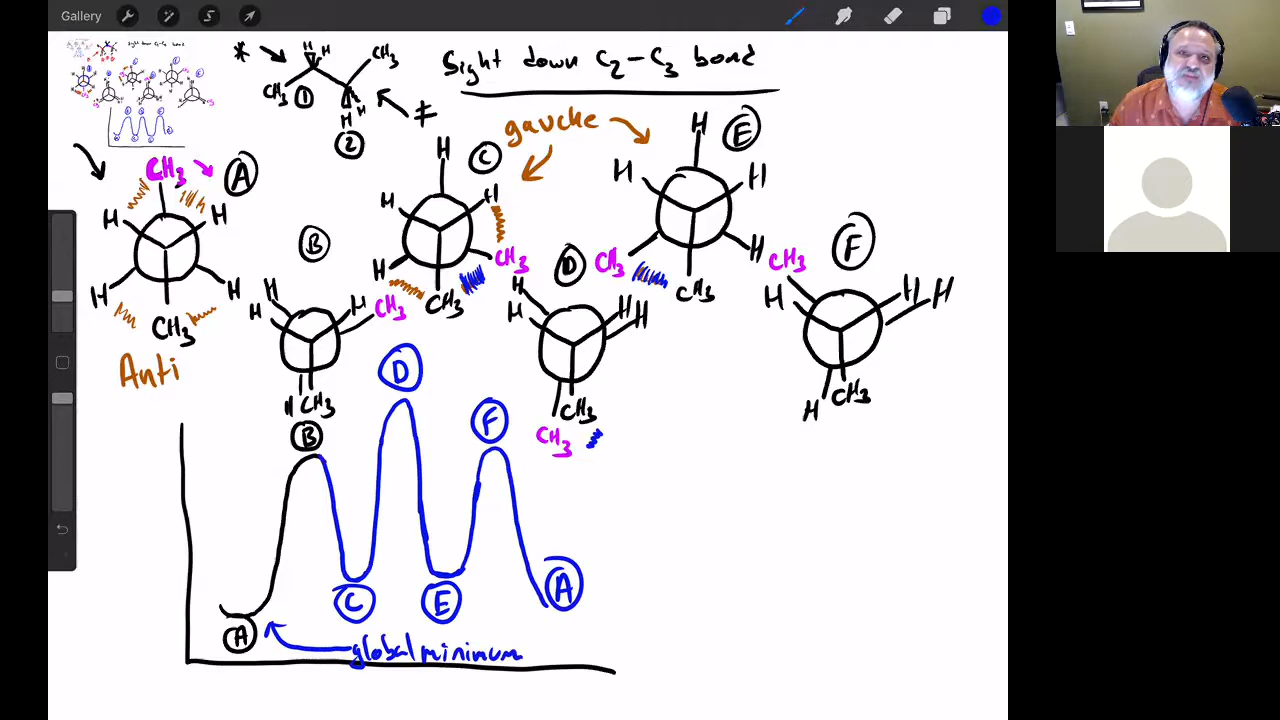 Gallery
* H H CH3 Sight down C2-C3 bond
CH3 1 H H
2 ≠
gauche
CH3 A
H H
H H
CH3
Anti
B
H H H CH3
H CH3
H C
H H
H CH3
CH3
D
H H H H
CH3
CH3
H E
H H
CH3 H
CH3
F
CH3 H H
H
H CH3
B D F
A C E A
global minimum